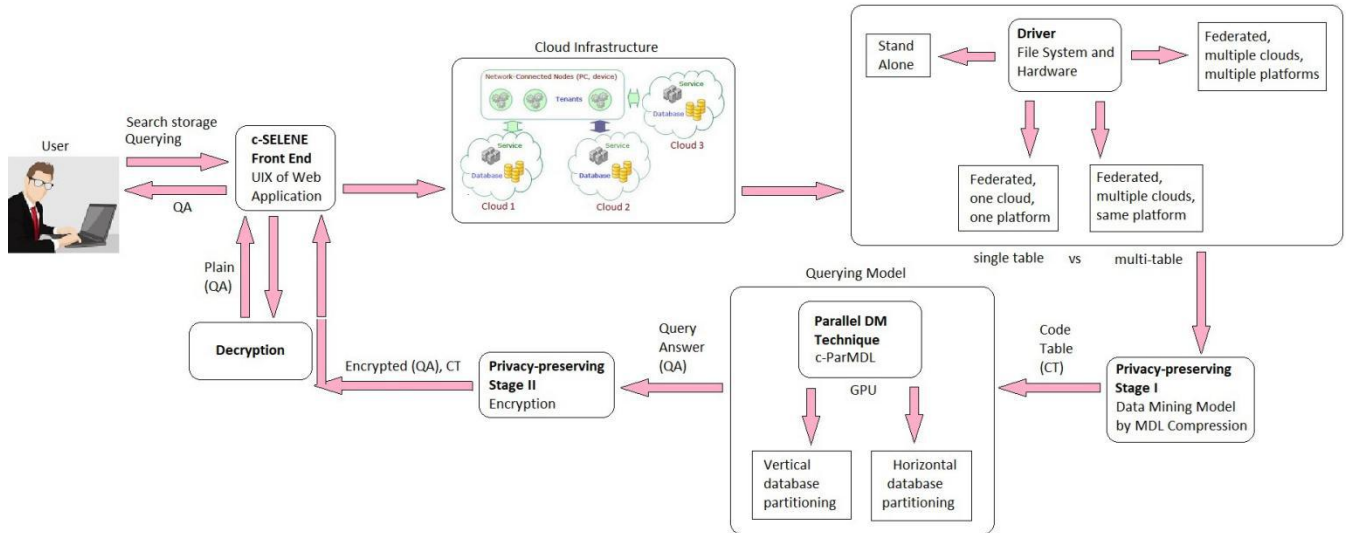 User
Search storage
Querying
QA
c-SELENE
Front End
UIX of Web
Application
Plain
(QA)
Decryption
Cloud Infrastructure
Network-Connected Nodes (PC, device)
Tenants
Service
Database
Cloud 1
Service
Database
Cloud 2
Service
Database
Cloud 3
Stand
Alone
Driver
File System and
Hardware
Federated,
multiple clouds,
multiple platforms
Federated,
one cloud,
one platform
Federated,
multiple clouds,
same platform
single table vs multi-table
Code
Table
(CT)
Privacy-preserving
Stage I
Data Mining Model
by MDL Compression
Querying Model
Parallel DM
Technique
c-ParMDL
GPU
Vertical
database
partitioning
Horizontal
database
partitioning
Query
Answer
(QA)
Privacy-preserving
Stage II
Encryption
Encrypted (QA), CT